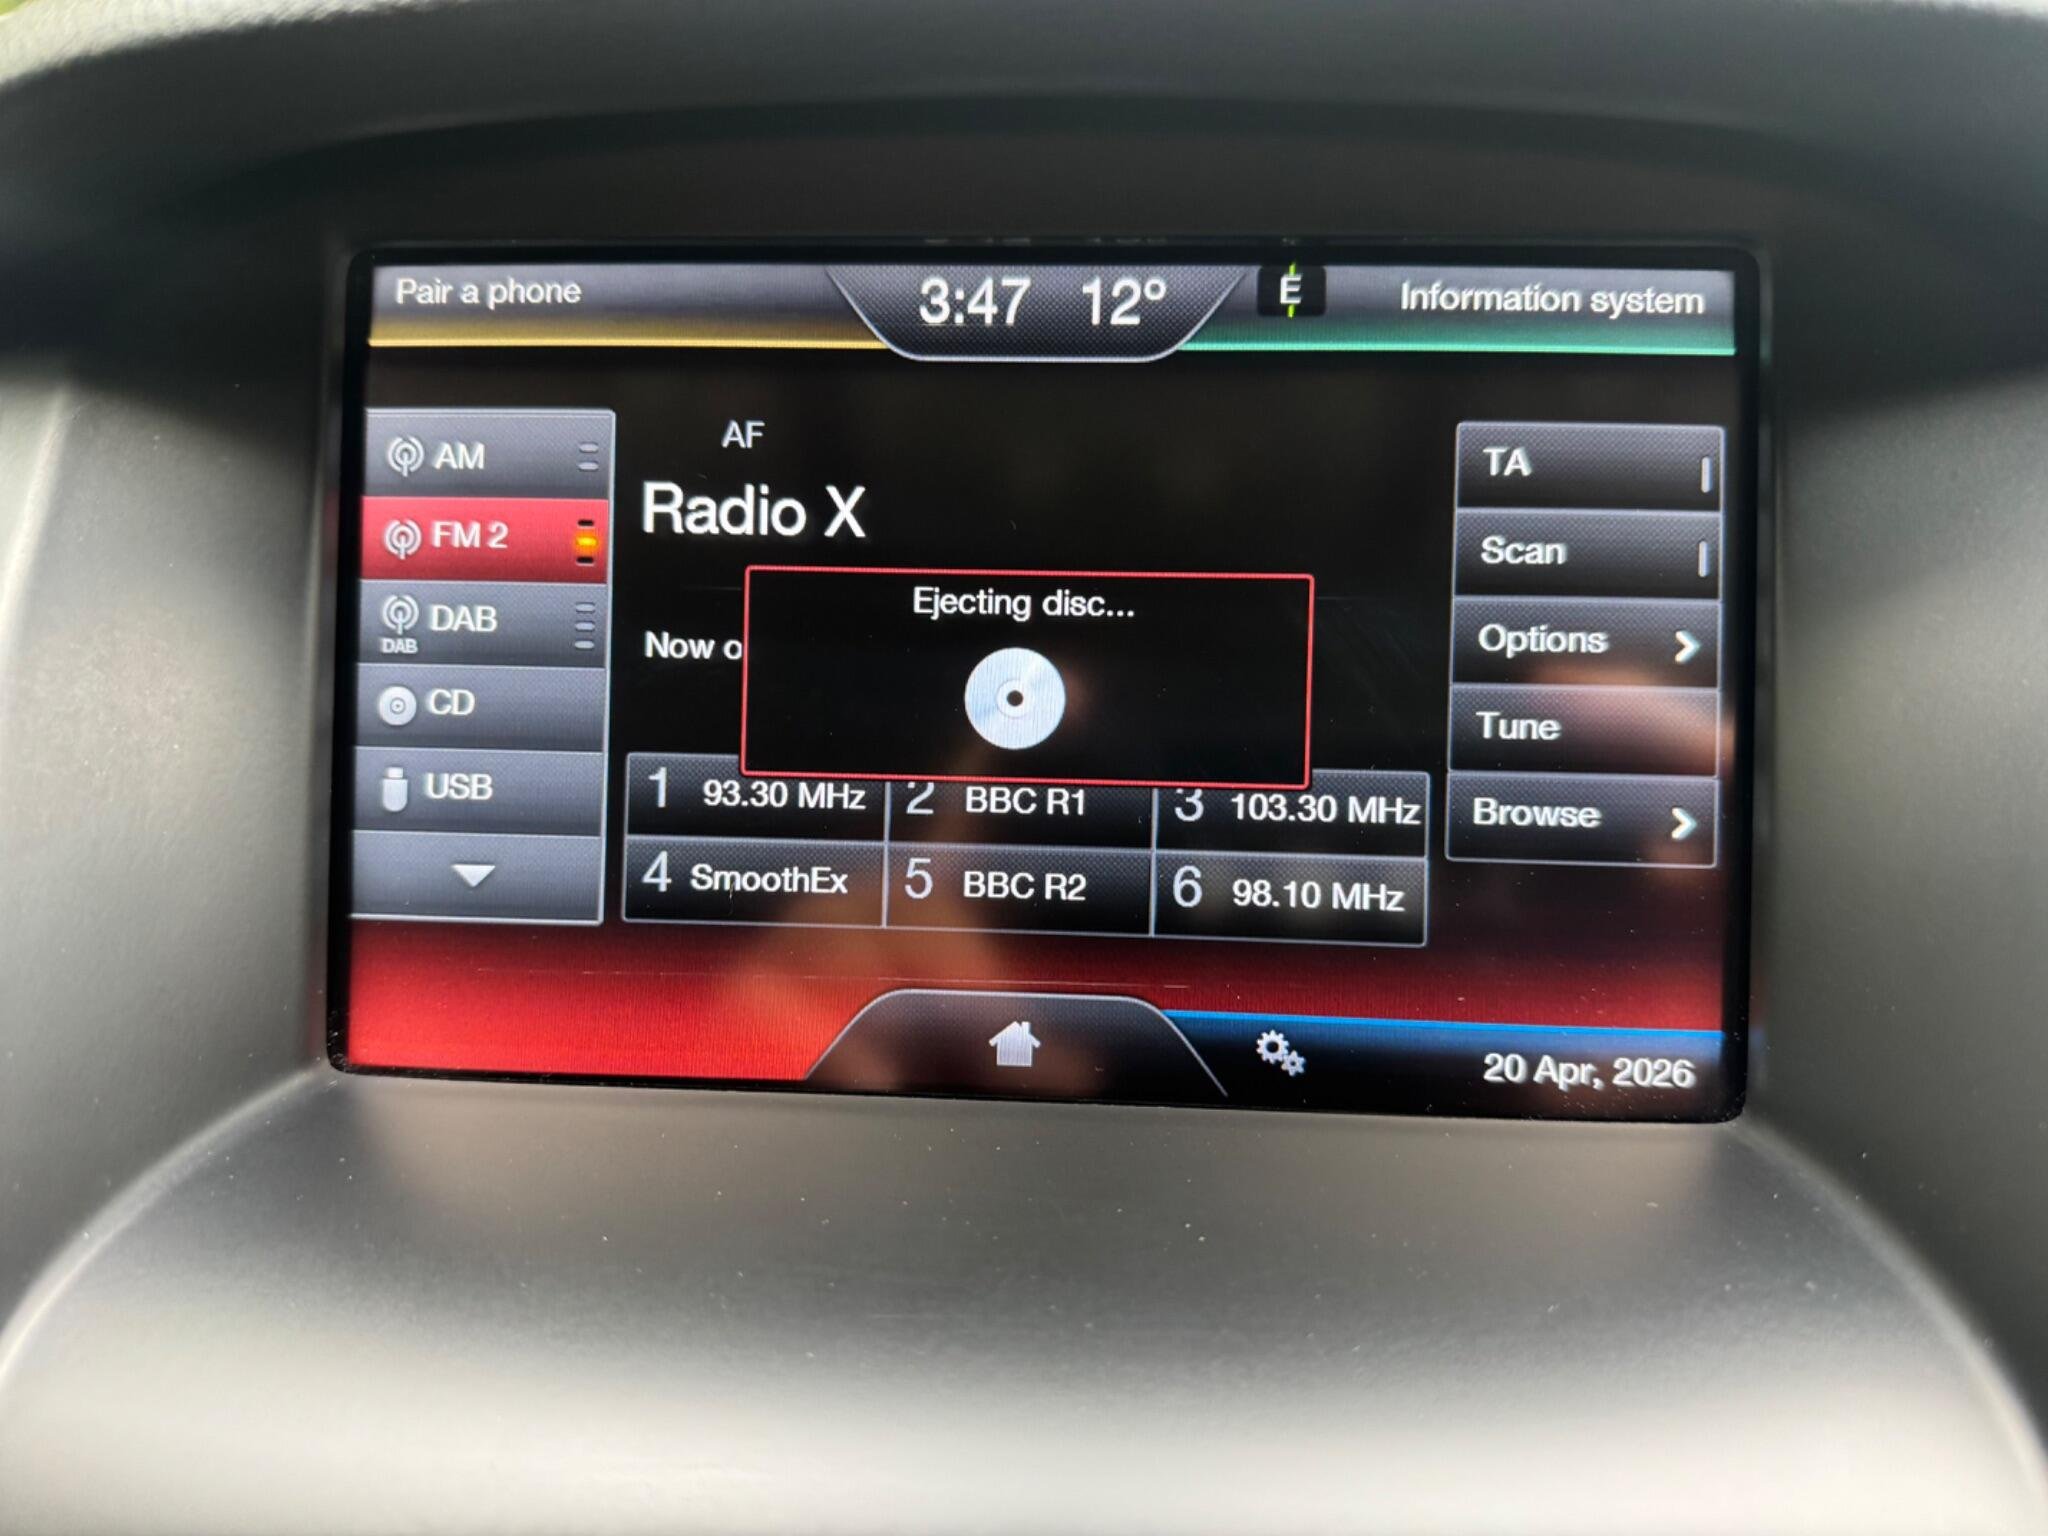 Pair a phone
3:47 12°
E
Information system
AM
FM 2
DAB
DAB
CD
USB
AF
Radio X
Now o
Ejecting disc...
1 93.30 MHz
2 BBC R1
3 103.30 MHz
4 SmoothEx
5 BBC R2
6 98.10 MHz
TA
Scan
Options
Tune
Browse
20 Apr, 2026